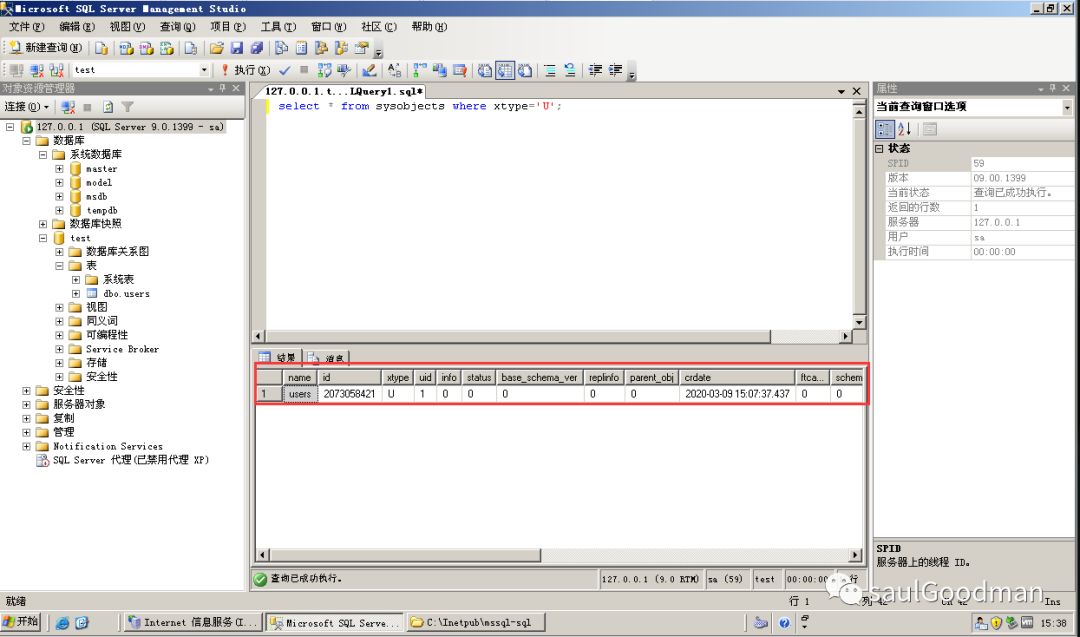 Microsoft SQL Server Management Studio
文件(F) 编辑(E) 视图(V) 查询(Q) 项目(P) 工具(T) 窗口(W) 社区(C) 帮助(H)
新建查询(N)
test 执行(X)
对象资源管理器
连接(O)
127.0.0.1 (SQL Server 9.0.1399 - sa)
数据库
系统数据库
master
model
msdb
tempdb
数据库快照
test
数据库关系图
表
系统表
dbo.users
视图
同义词
可编程性
Service Broker
存储
安全性
安全性
服务器对象
复制
管理
Notification Services
SQL Server 代理(已禁用代理 XP)
127.0.0.1.t...LQuery1.sql*
select * from sysobjects where xtype='U';
结果 消息
name id xtype uid info status base_schema_ver replinfo parent_obj crdate ftca... schem
1 users 2073058421 U 1 0 0 0 0 0 2020-03-09 15:07:37.437 0 0
查询已成功执行。 127.0.0.1 (9.0 RTM) sa (59) test 00:00:00 行
属性
当前查询窗口选项
状态
SPID 59
版本 09.00.1399
当前状态 查询已成功执行。
返回的行数 1
服务器 127.0.0.1
用户 sa
执行时间 00:00:00
SPID
服务器上的线程 ID。
saulGoodman
就绪 行 1 列 42 Ch 42 Ins
开始 Internet 信息服务(I... Microsoft SQL Serve... C:\Inetpub\mssql-sql 15:38